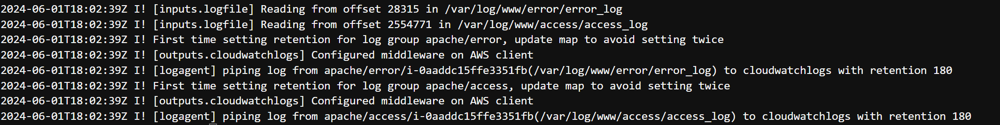 2024-06-01T18:02:39Z I! [inputs.logfile] Reading from offset 28315 in /var/log/www/error/error_log
2024-06-01T18:02:39Z I! [inputs.logfile] Reading from offset 2554771 in /var/log/www/access/access_log
2024-06-01T18:02:39Z I! First time setting retention for log group apache/error, update map to avoid setting twice
2024-06-01T18:02:39Z I! [outputs.cloudwatchlogs] Configured middleware on AWS client
2024-06-01T18:02:39Z I! [logagent] piping log from apache/error/i-0aaddc15ffe3351fb(/var/log/www/error/error_log) to cloudwatchlogs with retention 180
2024-06-01T18:02:39Z I! First time setting retention for log group apache/access, update map to avoid setting twice
2024-06-01T18:02:39Z I! [outputs.cloudwatchlogs] Configured middleware on AWS client
2024-06-01T18:02:39Z I! [logagent] piping log from apache/access/i-0aaddc15ffe3351fb(/var/log/www/access/access_log) to cloudwatchlogs with retention 180